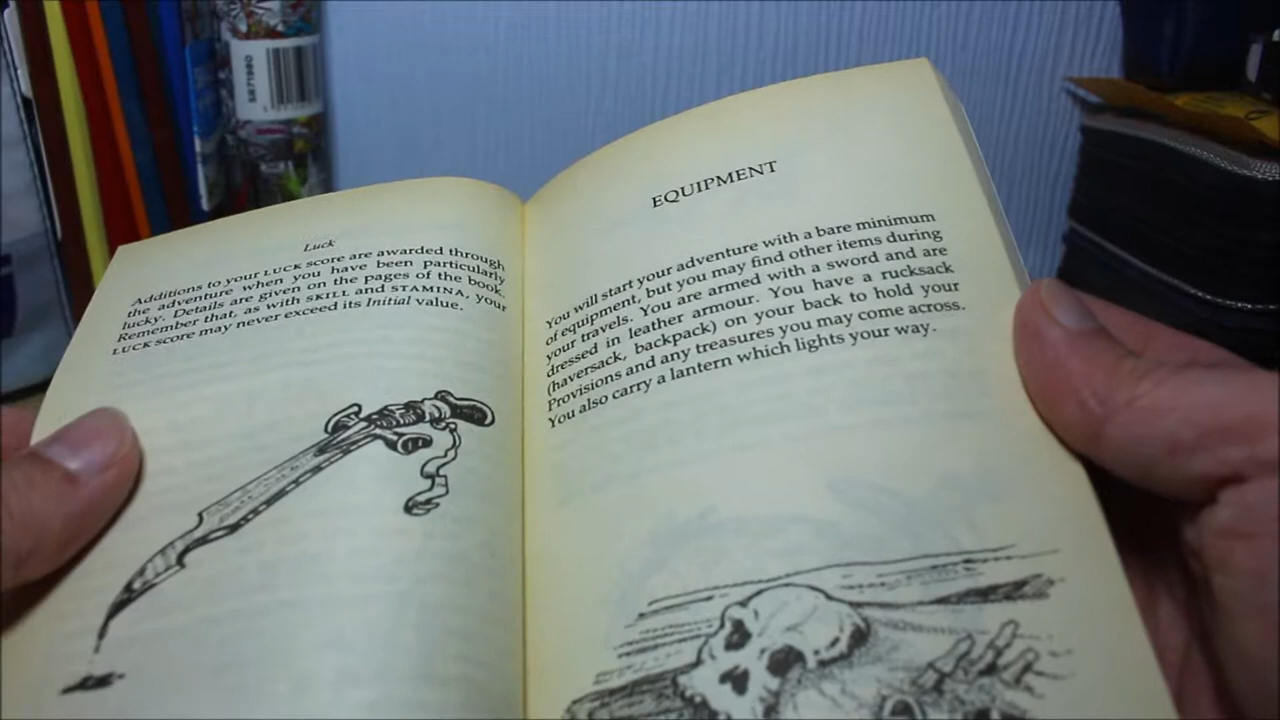 Luck
Additions to your LUCK score are awarded through
the adventure when you have been particularly
lucky. Details are given on the pages of the book.
Remember that, as with SKILL and STAMINA, your
LUCK score may never exceed its Initial value.
EQUIPMENT
You will start your adventure with a bare minimum
of equipment, but you may find other items during
your travels. You are armed with a sword and are
dressed in leather armour. You have a rucksack
(haversack, backpack) on your back to hold your
Provisions and any treasures you may come across.
You also carry a lantern which lights your way.